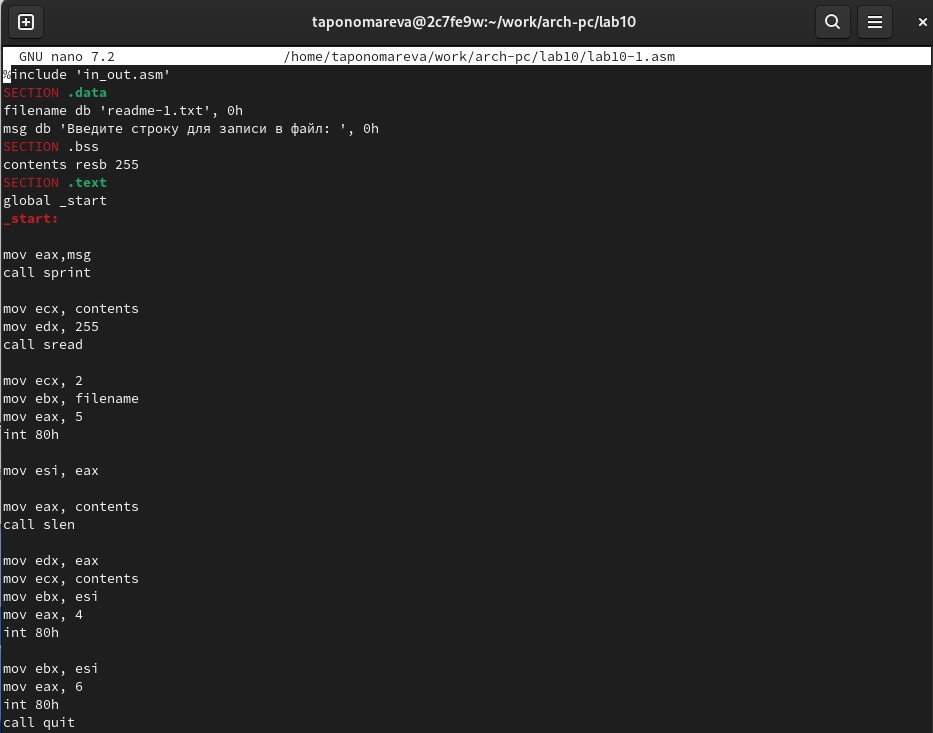 taponomareva@2c7fe9w:~/work/arch-pc/lab10
GNU nano 7.2 /home/taponomareva/work/arch-pc/lab10/lab10-1.asm
%include 'in_out.asm'
SECTION .data
filename db 'readme-1.txt', 0h
msg db 'Введите строку для записи в файл: ', 0h
SECTION .bss
contents resb 255
SECTION .text
global _start
_start:
mov eax,msg
call sprint
mov ecx, contents
mov edx, 255
call sread
mov ecx, 2
mov ebx, filename
mov eax, 5
int 80h
mov esi, eax
mov eax, contents
call slen
mov edx, eax
mov ecx, contents
mov ebx, esi
mov eax, 4
int 80h
mov ebx, esi
mov eax, 6
int 80h
call quit